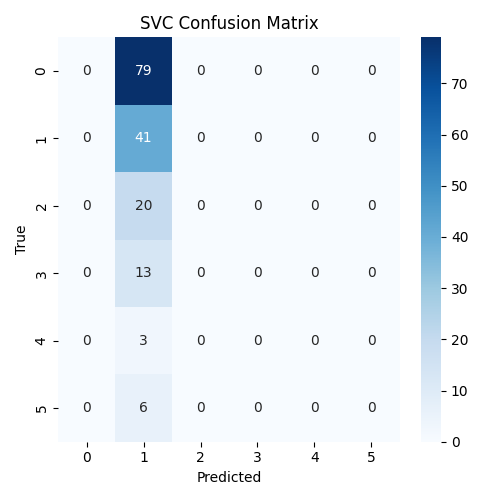 SVC Confusion Matrix
0 0 79 0 0 0 0
1 0 41 0 0 0 0
2 0 20 0 0 0 0
3 0 13 0 0 0 0
4 0 3 0 0 0 0
5 0 6 0 0 0 0
0 1 2 3 4 5
Predicted
True
70
60
50
40
30
20
10
0